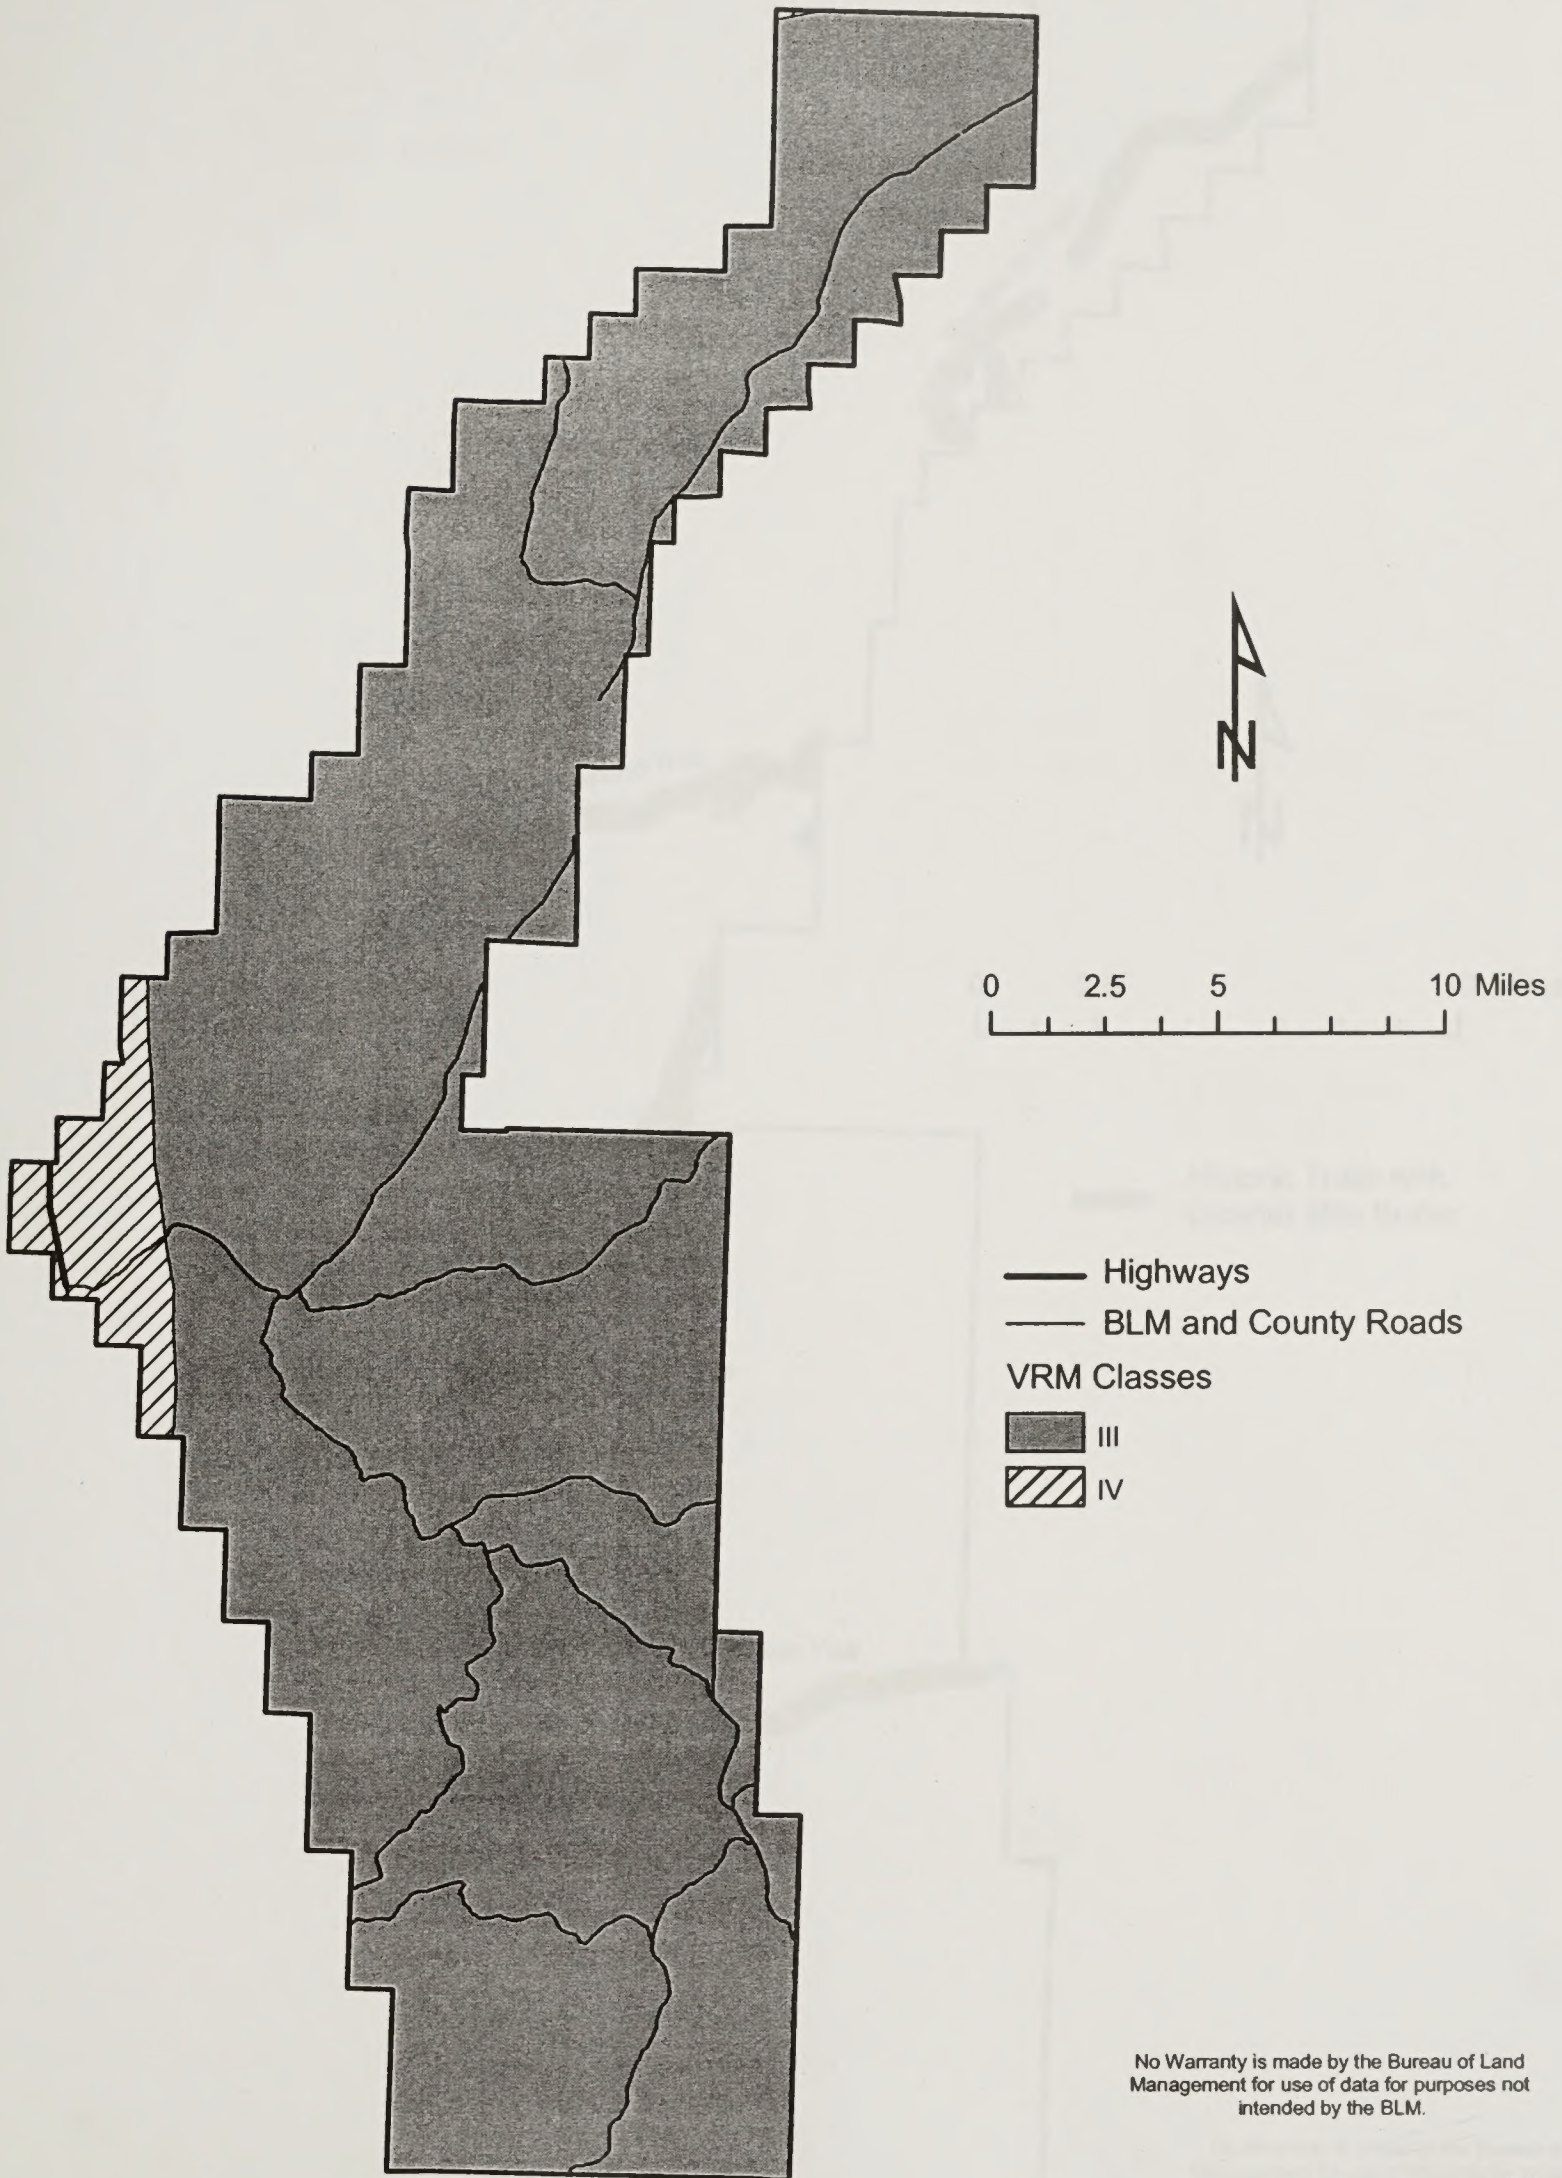 N
0 2.5 5 10 Miles
Highways
BLM and County Roads
VRM Classes
III
IV
No Warranty is made by the Bureau of Land
Management for use of data for purposes not
intended by the BLM.